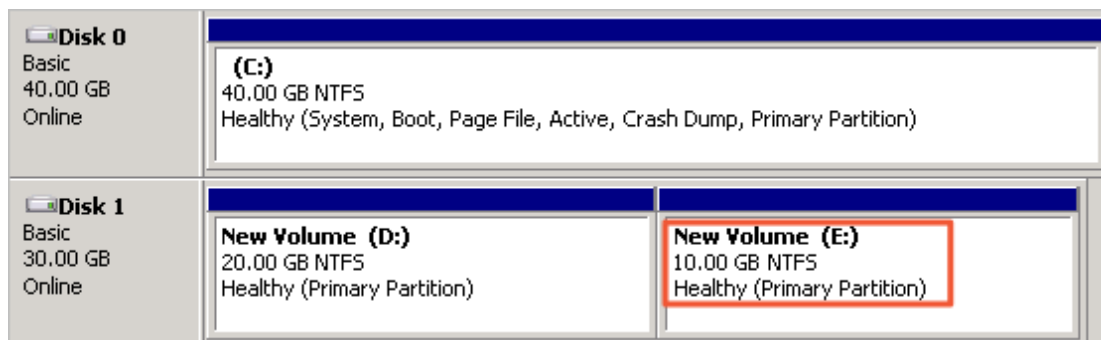 Disk 0
Basic
40.00 GB
Online
(C:)
40.00 GB NTFS
Healthy (System, Boot, Page File, Active, Crash Dump, Primary Partition)
Disk 1
Basic
30.00 GB
Online
New Volume (D:)
20.00 GB NTFS
Healthy (Primary Partition)
New Volume (E:)
10.00 GB NTFS
Healthy (Primary Partition)